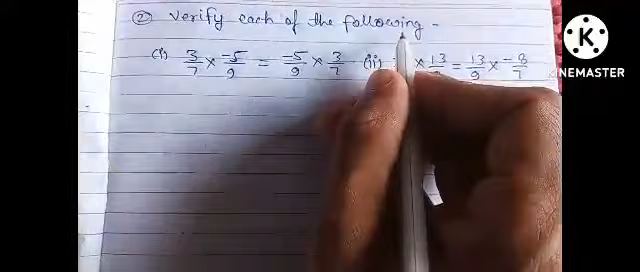 ② Verify each of the following -
(i) 3/7 × -5/9 = -5/9 × 3/7 (ii) × 13/ = 13/9 × -8/7
KINEMASTER